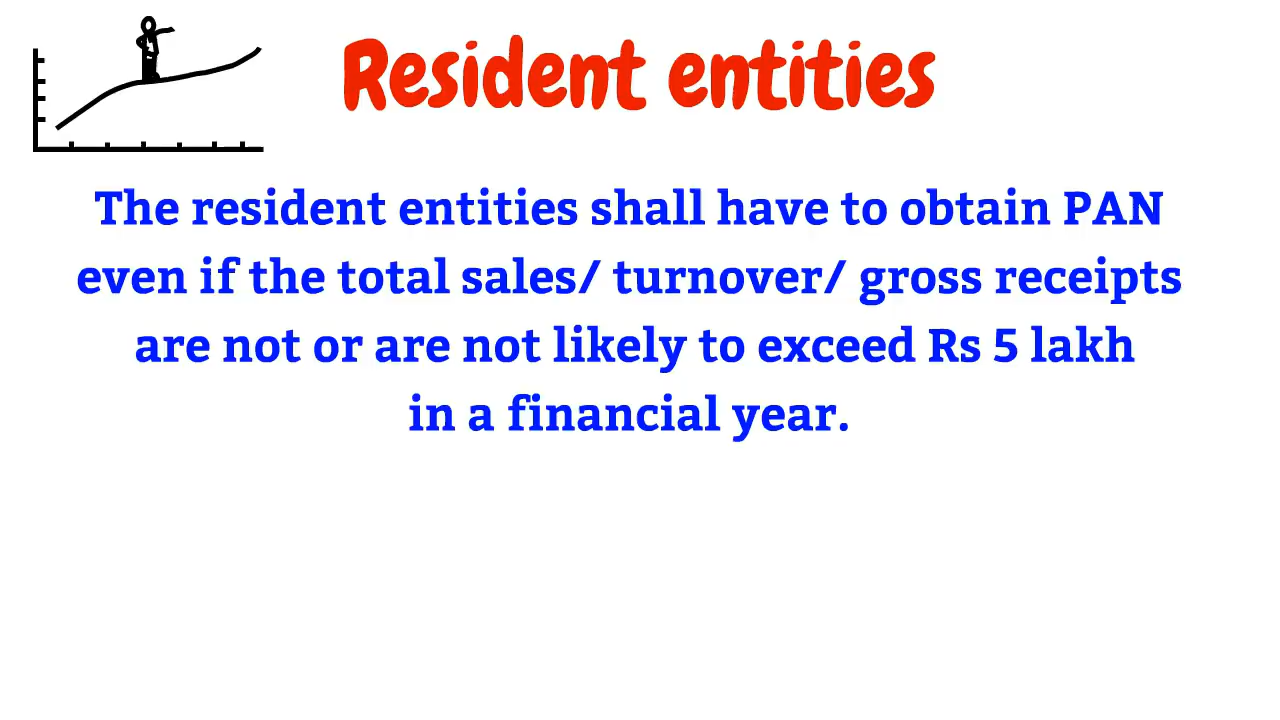 Resident entities
The resident entities shall have to obtain PAN
even if the total sales/ turnover/ gross receipts
are not or are not likely to exceed Rs 5 lakh
in a financial year.